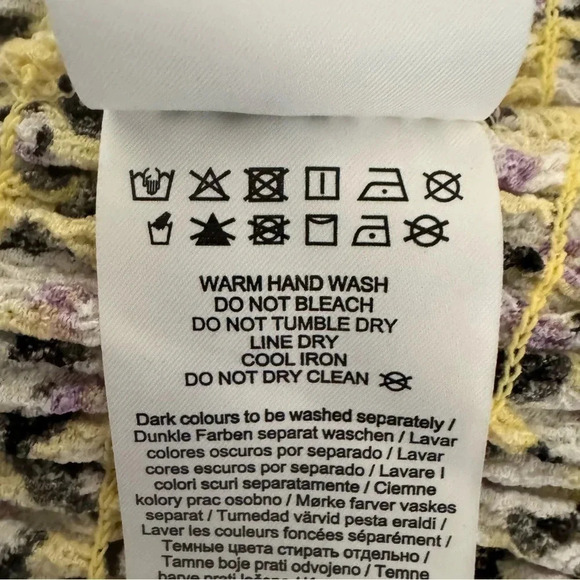 WARM HAND WASH
DO NOT BLEACH
DO NOT TUMBLE DRY
LINE DRY
COOL IRON
DO NOT DRY CLEAN
Dark colours to be washed separately /
Dunkle Farben separat waschen / Lavar
colores oscuros por separado / Lavar
cores escuros por separado / Lavare I
colori scuri separatamente / Ciemne
kolory prac osobno / Mørke farver vaskes
separat / Tumedad värvid pesta eraldi /
Laver les couleurs foncées séparément /
Темные цвета стирать отдельно /
Tamne boje prati odvojeno / Temne
barve prati ločeno /